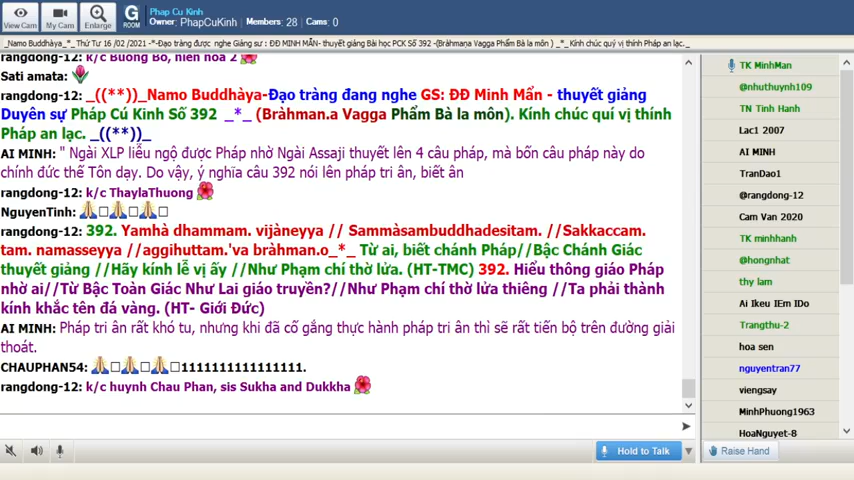 View Cam
My Cam
Enlarge
G
ROOM
Phap Cu Kinh
Owner: PhapCuKinh | Members: 28 | Cams: 0
_Namo Buddhàya_*_ Thứ Tư 16 /02 /2021 -*-Đạo tràng được nghe Giảng sư : ĐĐ MINH MẪN- thuyết giảng Bài học PCK Số 392 -(Bràhmaṇa Vagga Phẩm Bà la môn ) _*_ Kính chúc quý vị thính Pháp an lạc._
rangdong-12: k/c Buong Bo, nien hoa 2
Sati amata:
rangdong-12: _((**))_Namo Buddhàya-Đạo tràng đang nghe GS: ĐĐ Minh Mẩn - thuyết giảng
Duyên sự Pháp Cú Kinh Số 392 _*_ (Bràhman.a Vagga Phẩm Bà la môn). Kính chúc quí vị thính
Pháp an lạc. _((**))_
AI MINH: " Ngài XLP liễu ngộ được Pháp nhờ Ngài Assaji thuyết lên 4 câu pháp, mà bốn câu pháp này do
chính đức thế Tôn dạy. Do vậy, ý nghĩa câu 392 nói lên pháp tri ân, biết ân
rangdong-12: k/c ThaylaThuong
NguyenTinh:
rangdong-12: 392. Yamhà dhammam. vijàneyya // Sammàsambuddhadesitam. //Sakkaccam.
tam. namasseyya //aggihuttam.'va bràhman.o_*_ Từ ai, biết chánh Pháp//Bậc Chánh Giác
thuyết giảng //Hãy kính lễ vị ấy //Như Phạm chí thờ lửa. (HT-TMC) 392. Hiểu thông giáo Pháp
nhờ ai//Từ Bậc Toàn Giác Như Lai giáo truyền?//Như Phạm chí thờ lửa thiêng //Ta phải thành
kính khắc tên đá vàng. (HT- Giới Đức)
AI MINH: Pháp tri ân rất khó tu, nhưng khi đã cố gắng thực hành pháp tri ân thì sẽ rất tiến bộ trên đường giải
thoát.
CHAUPHAN54: 1111111111111111.
rangdong-12: k/c huynh Chau Phan, sis Sukha and Dukkha
TK MinhMan
@nhuthuynh109
TN Tinh Hanh
Lac1 2007
AI MINH
TranDao1
@rangdong-12
Cam Van 2020
TK minhhanh
@hongnhat
thy lam
Ai Ikeu IEm IDo
Trangthu-2
hoa sen
nguyentran77
viengsay
MinhPhuong1963
HoaNguyet-8
Hold to Talk
Raise Hand